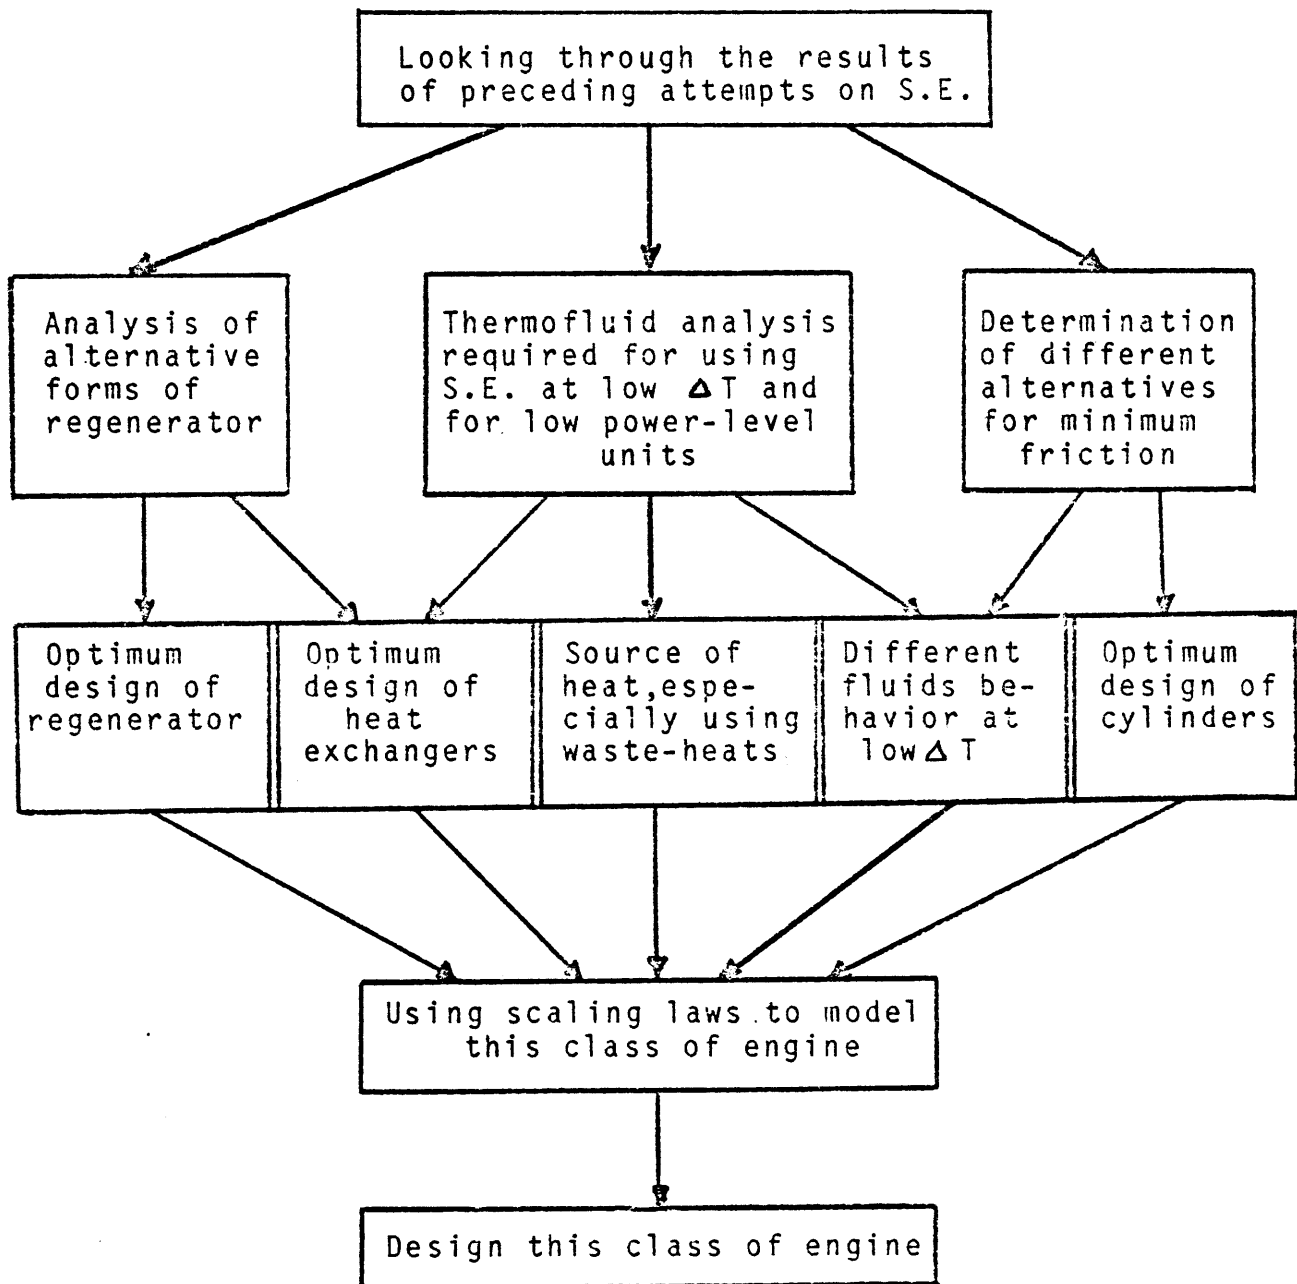 Looking through the results
of preceding attempts on S.E.
Analysis of
alternative
forms of
regenerator
Thermofluid analysis
required for using
S.E. at low ΔT and
for low power-level
units
Determination
of different
alternatives
for minimum
friction
Optimum
design of
regenerator
Optimum
design of
heat
exchangers
Source of
heat,espe-
cially using
waste-heats
Different
fluids be-
havior at
low Δ T
Optimum
design of
cylinders
Using scaling laws to model
this class of engine
Design this class of engine